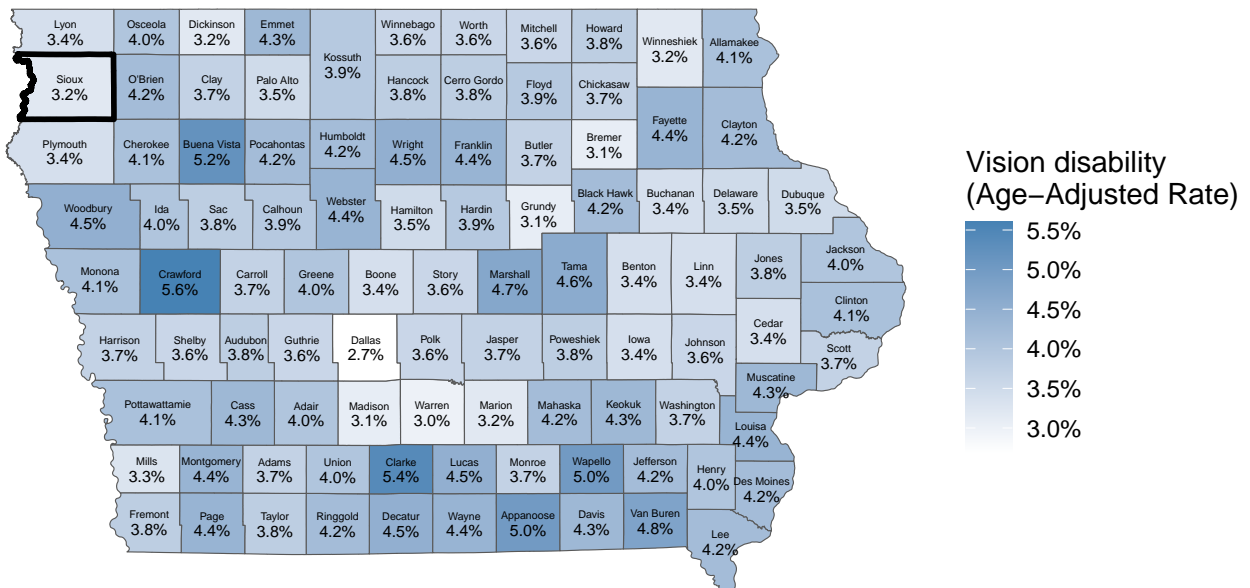 Lyon
3.4%
Osceola
4.0%
Dickinson
3.2%
Emmet
4.3%
Kossuth
3.9%
Winnebago
3.6%
Worth
3.6%
Mitchell
3.6%
Howard
3.8%
Winneshiek
3.2%
Allamakee
4.1%
Sioux
3.2%
O'Brien
4.2%
Clay
3.7%
Palo Alto
3.5%
Hancock
3.8%
Cerro Gordo
3.8%
Floyd
3.9%
Chickasaw
3.7%
Fayette
4.4%
Clayton
4.2%
Plymouth
3.4%
Cherokee
4.1%
Buena Vista
5.2%
Pocahontas
4.2%
Humboldt
4.2%
Wright
4.5%
Franklin
4.4%
Butler
3.7%
Bremer
3.1%
Woodbury
4.5%
Ida
4.0%
Sac
3.8%
Calhoun
3.9%
Webster
4.4%
Hamilton
3.5%
Hardin
3.9%
Grundy
3.1%
Black Hawk
4.2%
Buchanan
3.4%
Delaware
3.5%
Dubuque
3.5%
Monona
4.1%
Crawford
5.6%
Carroll
3.7%
Greene
4.0%
Boone
3.4%
Story
3.6%
Marshall
4.7%
Tama
4.6%
Benton
3.4%
Linn
3.4%
Jones
3.8%
Jackson
4.0%
Clinton
4.1%
Harrison
3.7%
Shelby
3.6%
Audubon
3.8%
Guthrie
3.6%
Dallas
2.7%
Polk
3.6%
Jasper
3.7%
Poweshiek
3.8%
Iowa
3.4%
Johnson
3.6%
Cedar
3.4%
Scott
3.7%
Muscatine
4.3%
Pottawattamie
4.1%
Cass
4.3%
Adair
4.0%
Madison
3.1%
Warren
3.0%
Marion
3.2%
Mahaska
4.2%
Keokuk
4.3%
Washington
3.7%
Louisa
4.4%
Mills
3.3%
Montgomery
4.4%
Adams
3.7%
Union
4.0%
Clarke
5.4%
Lucas
4.5%
Monroe
3.7%
Wapello
5.0%
Jefferson
4.2%
Henry
4.0%
Des Moines
4.2%
Fremont
3.8%
Page
4.4%
Taylor
3.8%
Ringgold
4.2%
Decatur
4.5%
Wayne
4.4%
Appanoose
5.0%
Davis
4.3%
Van Buren
4.8%
Lee
4.2%
Vision disability
(Age−Adjusted Rate)
5.5%
5.0%
4.5%
4.0%
3.5%
3.0%